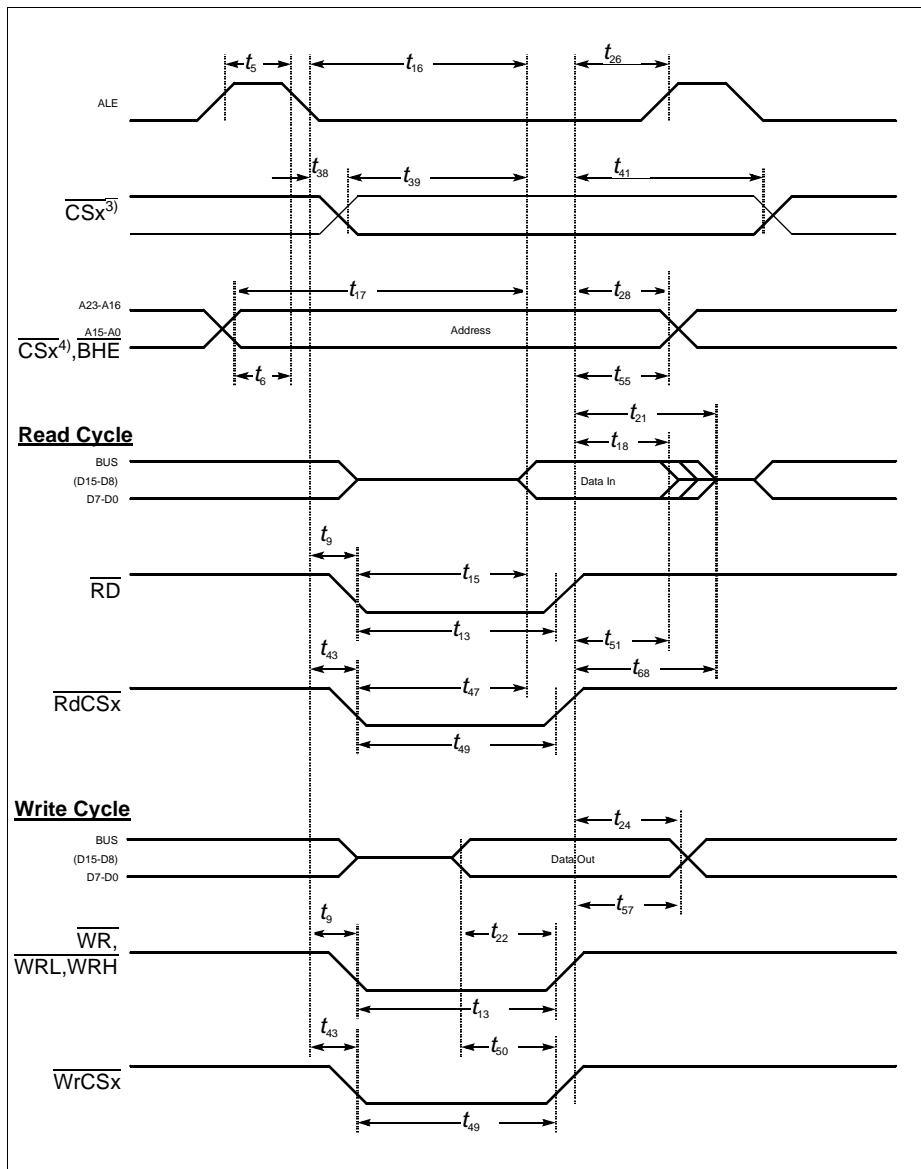 t5 t16 t26
ALE
t38 t39 t41
CSx3)
t17 t28
A23-A16
A15-A0
Address
CSx4),BHE
t6 t55
t21
Read Cycle
t18
BUS
(D15-D8)
D7-D0
Data In
t9
t15
RD
t13 t51
t43 t68
t47
RdCSx
t49
Write Cycle
t24
BUS
(D15-D8)
D7-D0
Data Out
t57
t9 t22
WR,
WRL,WRH
t13
t43 t50
WrCSx
t49